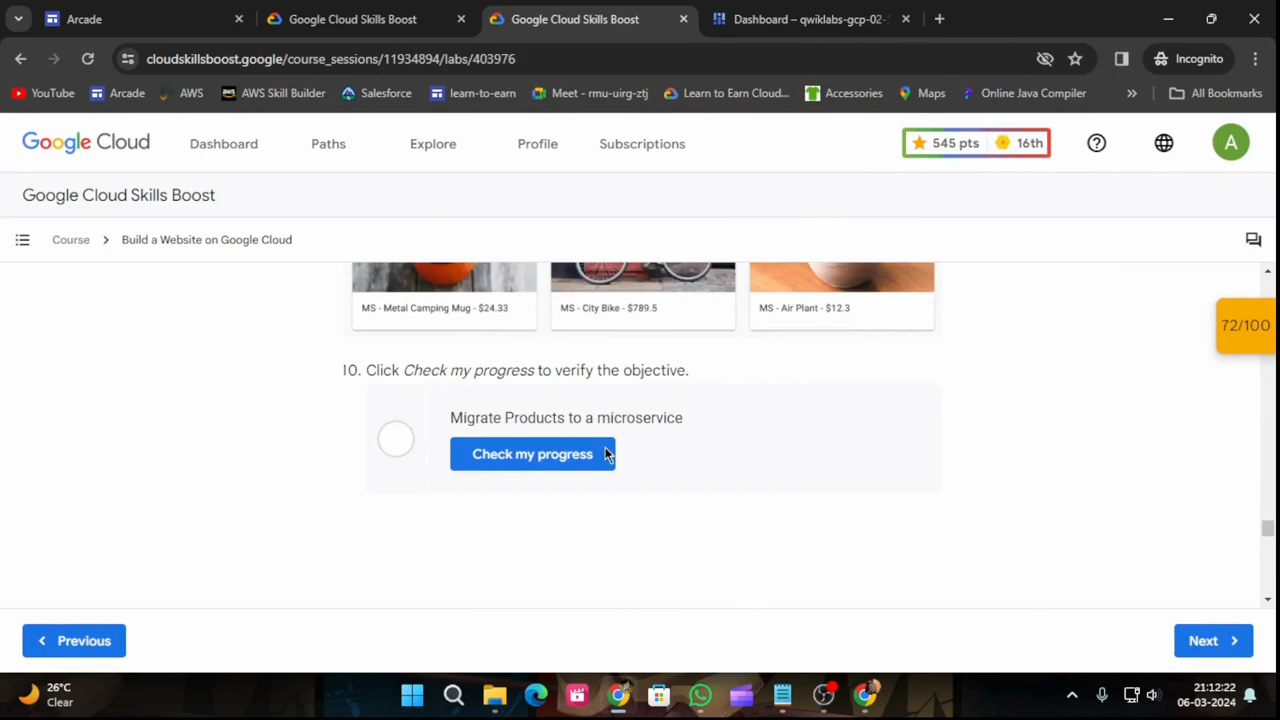 Arcade
Google Cloud Skills Boost
Google Cloud Skills Boost
Dashboard – qwiklabs-gcp-02-
cloudskillsboost.google/course_sessions/11934894/labs/403976
Incognito
YouTube
Arcade
AWS
AWS Skill Builder
Salesforce
learn-to-earn
Meet - rmu-uirg-ztj
Learn to Earn Cloud...
Accessories
Maps
Online Java Compiler
All Bookmarks
Google Cloud
Dashboard
Paths
Explore
Profile
Subscriptions
545 pts
16th
A
Google Cloud Skills Boost
Course
Build a Website on Google Cloud
MS - Metal Camping Mug - $24.33
MS - City Bike - $789.5
MS - Air Plant - $12.3
72/100
10. Click Check my progress to verify the objective.
Migrate Products to a microservice
Check my progress
Previous
Next
26°C
Clear
21:12:22
06-03-2024